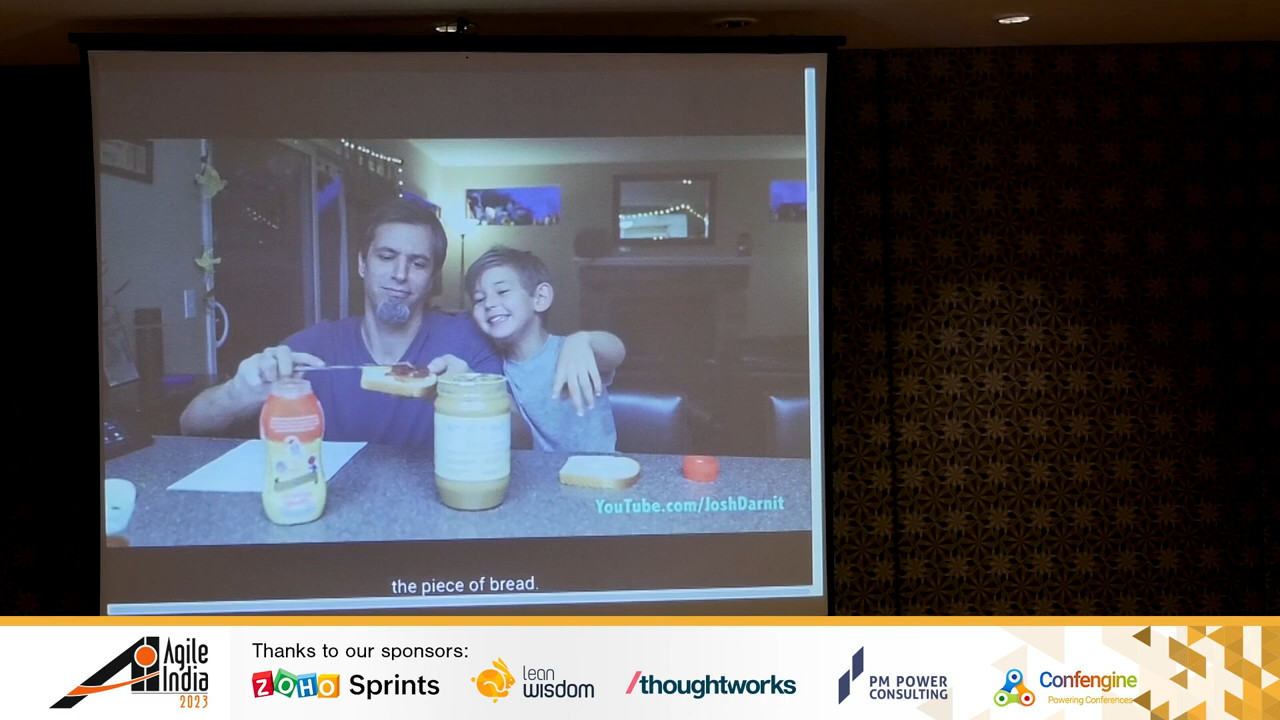 YouTube.com/JoshDarnit
the piece of bread.
Agile
India
2023
Thanks to our sponsors:
ZOHO Sprints
lean
wisdom
/thoughtworks
PM POWER
CONSULTING
Confengine
Powering Conferences